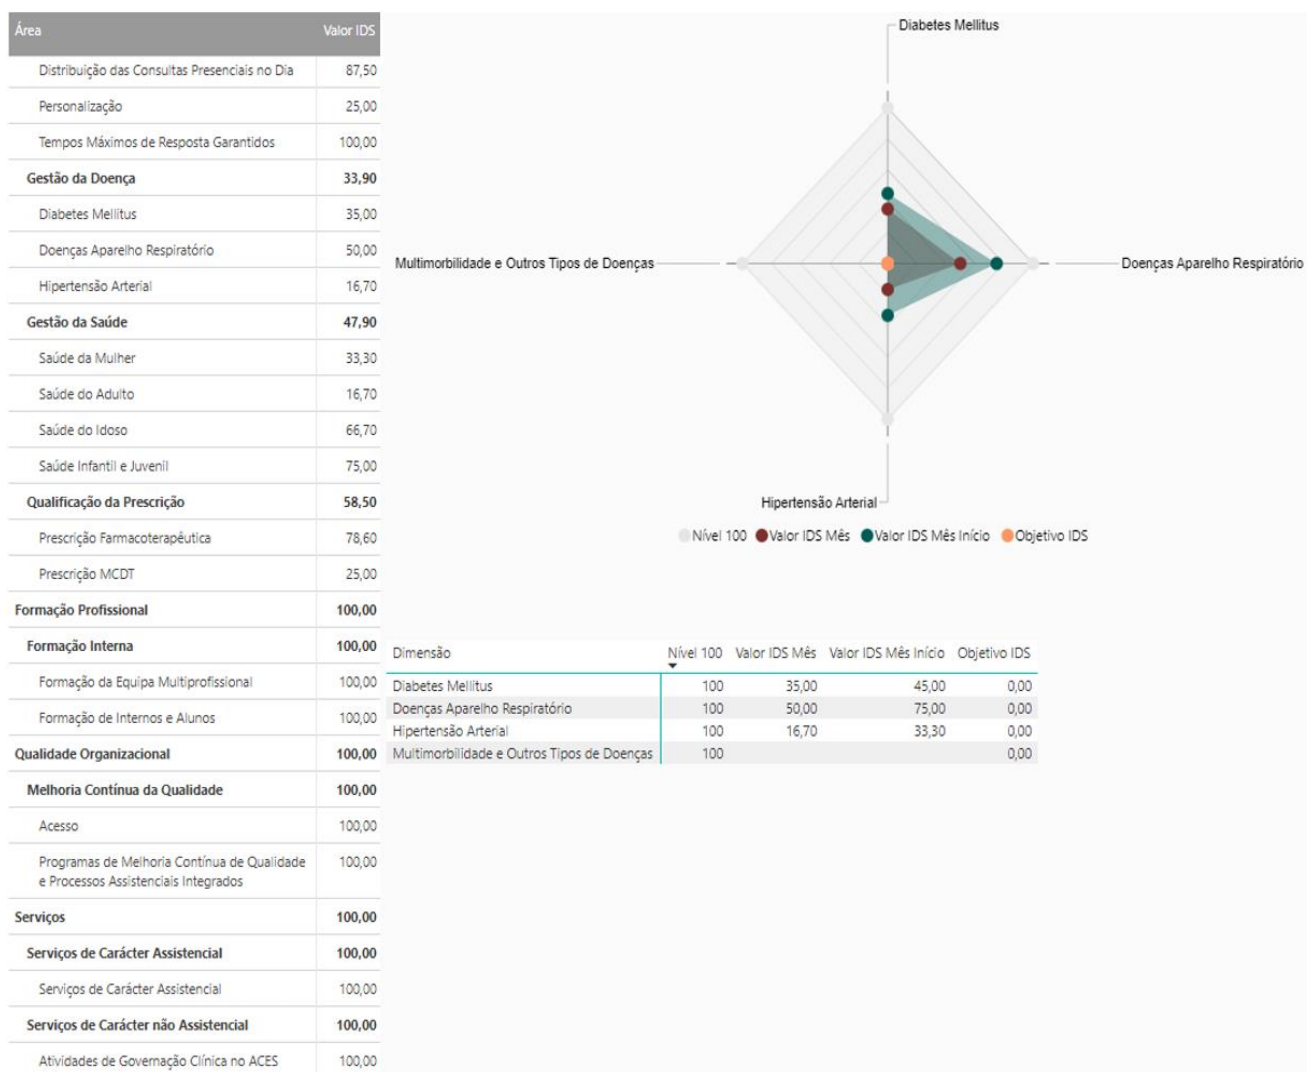 Área Valor IDS
Distribuição das Consultas Presenciais no Dia 87,50
Personalização 25,00
Tempos Máximos de Resposta Garantidos 100,00
Gestão da Doença 33,90
Diabetes Mellitus 35,00
Doenças Aparelho Respiratório 50,00
Hipertensão Arterial 16,70
Gestão da Saúde 47,90
Saúde da Mulher 33,30
Saúde do Adulto 16,70
Saúde do Idoso 66,70
Saúde Infantil e Juvenil 75,00
Qualificação da Prescrição 58,50
Prescrição Farmacoterapêutica 78,60
Prescrição MCDT 25,00
Formação Profissional 100,00
Formação Interna 100,00
Formação da Equipa Multiprofissional 100,00
Formação de Internos e Alunos 100,00
Qualidade Organizacional 100,00
Melhoria Contínua da Qualidade 100,00
Acesso 100,00
Programas de Melhoria Contínua de Qualidade 100,00
e Processos Assistenciais Integrados
Serviços 100,00
Serviços de Carácter Assistencial 100,00
Serviços de Carácter Assistencial 100,00
Serviços de Carácter não Assistencial 100,00
Atividades de Governação Clínica no ACES 100,00
Diabetes Mellitus
Multimorbilidade e Outros Tipos de Doenças
Doenças Aparelho Respiratório
Hipertensão Arterial
Nível 100 Valor IDS Mês Valor IDS Mês Início Objetivo IDS
Dimensão Nível 100 Valor IDS Mês Valor IDS Mês Início Objetivo IDS
Diabetes Mellitus 100 35,00 45,00 0,00
Doenças Aparelho Respiratório 100 50,00 75,00 0,00
Hipertensão Arterial 100 16,70 33,30 0,00
Multimorbilidade e Outros Tipos de Doenças 100 0,00